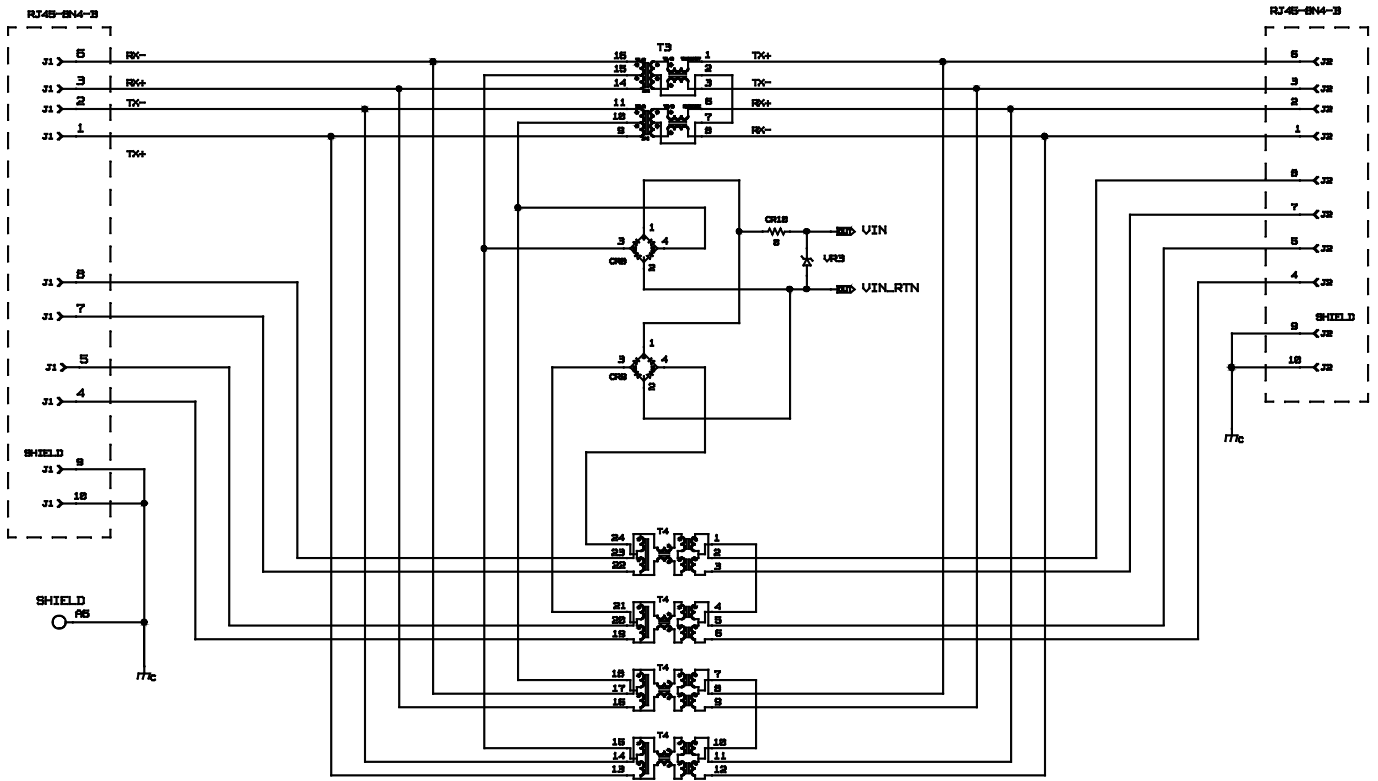 RJ45-8N4-B
RJ45-8N4-B
J1 6 RX- 16 T3 1 TX+ 6 J2
15 2
J1 3 RX+ 14 3 TX- 3 J2
J1 2 TX- 11 6 RX+ 2 J2
10 7
J1 1 9 8 RX- 1 J2
TX+
8 J2
7 J2
1 CR10 VIN
3 4 8
CR9 2 VR3 5 J2
J1 8 4 J2
VIN_RTN
J1 7 SHIELD
9 J2
1
J1 5 3 4 10 J2
CR8 2
J1 4
C
SHIELD
J1 9
J1 10
T4
24 1
23 2
22 3
SHIELD
A6
T4
21 4
20 5
19 6
C
T4
18 7
17 8
16 9
T4
15 10
14 11
13 12